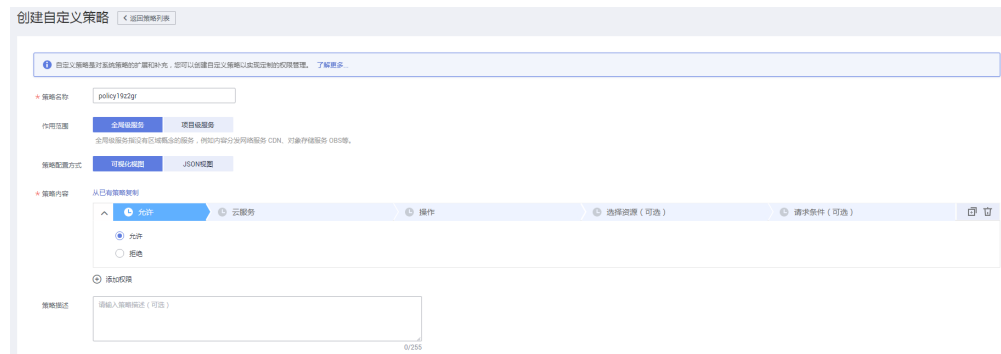 创建自定义策略 < 返回策略列表
自定义策略是对系统策略的扩展和补充，您可以创建自定义策略以实现定制的权限管理。 了解更多...
* 策略名称 policy19z2gr
作用范围 全局级服务 项目级服务
全局级服务指没有区域概念的服务，例如内容分发网络服务 CDN、对象存储服务 OBS等。
策略配置方式 可视化视图 JSON视图
* 策略内容 从已有策略复制
允许 云服务 操作 选择资源（可选） 请求条件（可选）
允许
拒绝
添加权限
策略描述 请输入策略描述（可选）
0/255